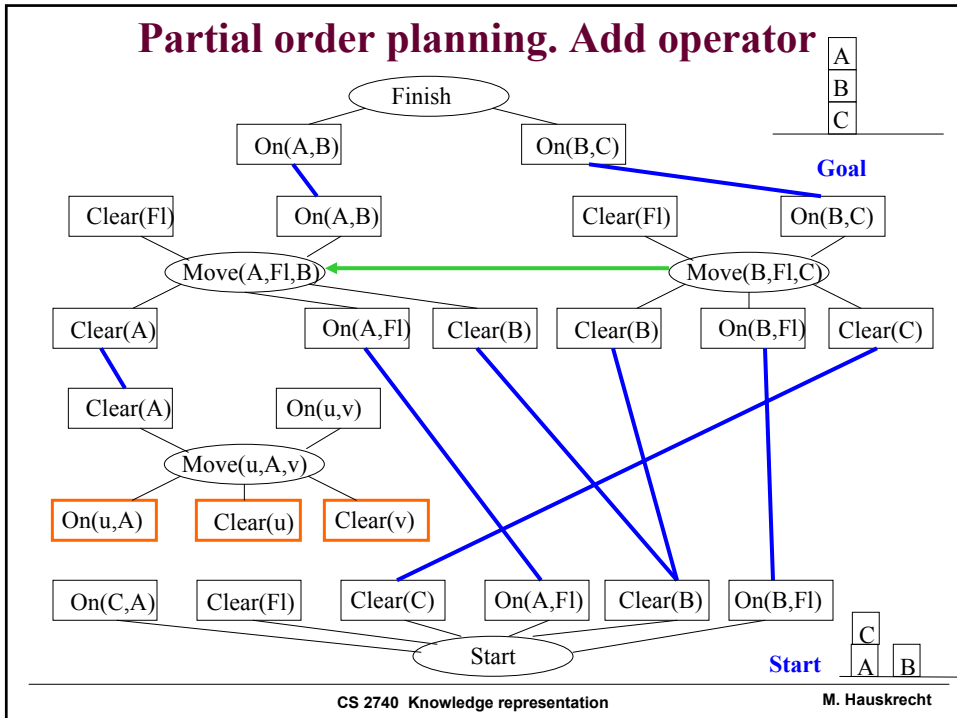 Partial order planning. Add operator
A
B
C
Finish
On(A,B)
On(B,C)
Goal
Clear(Fl)
On(A,B)
Clear(Fl)
On(B,C)
Move(A,Fl,B)
Move(B,Fl,C)
Clear(A)
On(A,Fl)
Clear(B)
Clear(B)
On(B,Fl)
Clear(C)
Clear(A)
On(u,v)
Move(u,A,v)
On(u,A)
Clear(u)
Clear(v)
On(C,A)
Clear(Fl)
Clear(C)
On(A,Fl)
Clear(B)
On(B,Fl)
Start
Start
C
A
B
CS 2740 Knowledge representation
M. Hauskrecht